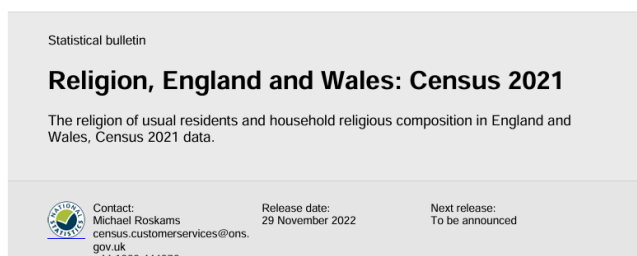 Statistical bulletin
Religion, England and Wales: Census 2021
The religion of usual residents and household religious composition in England and
Wales, Census 2021 data.
NATIONAL
STATISTICS
Contact:
Michael Roskams
census.customerservices@ons.
gov.uk
Release date:
29 November 2022
Next release:
To be announced